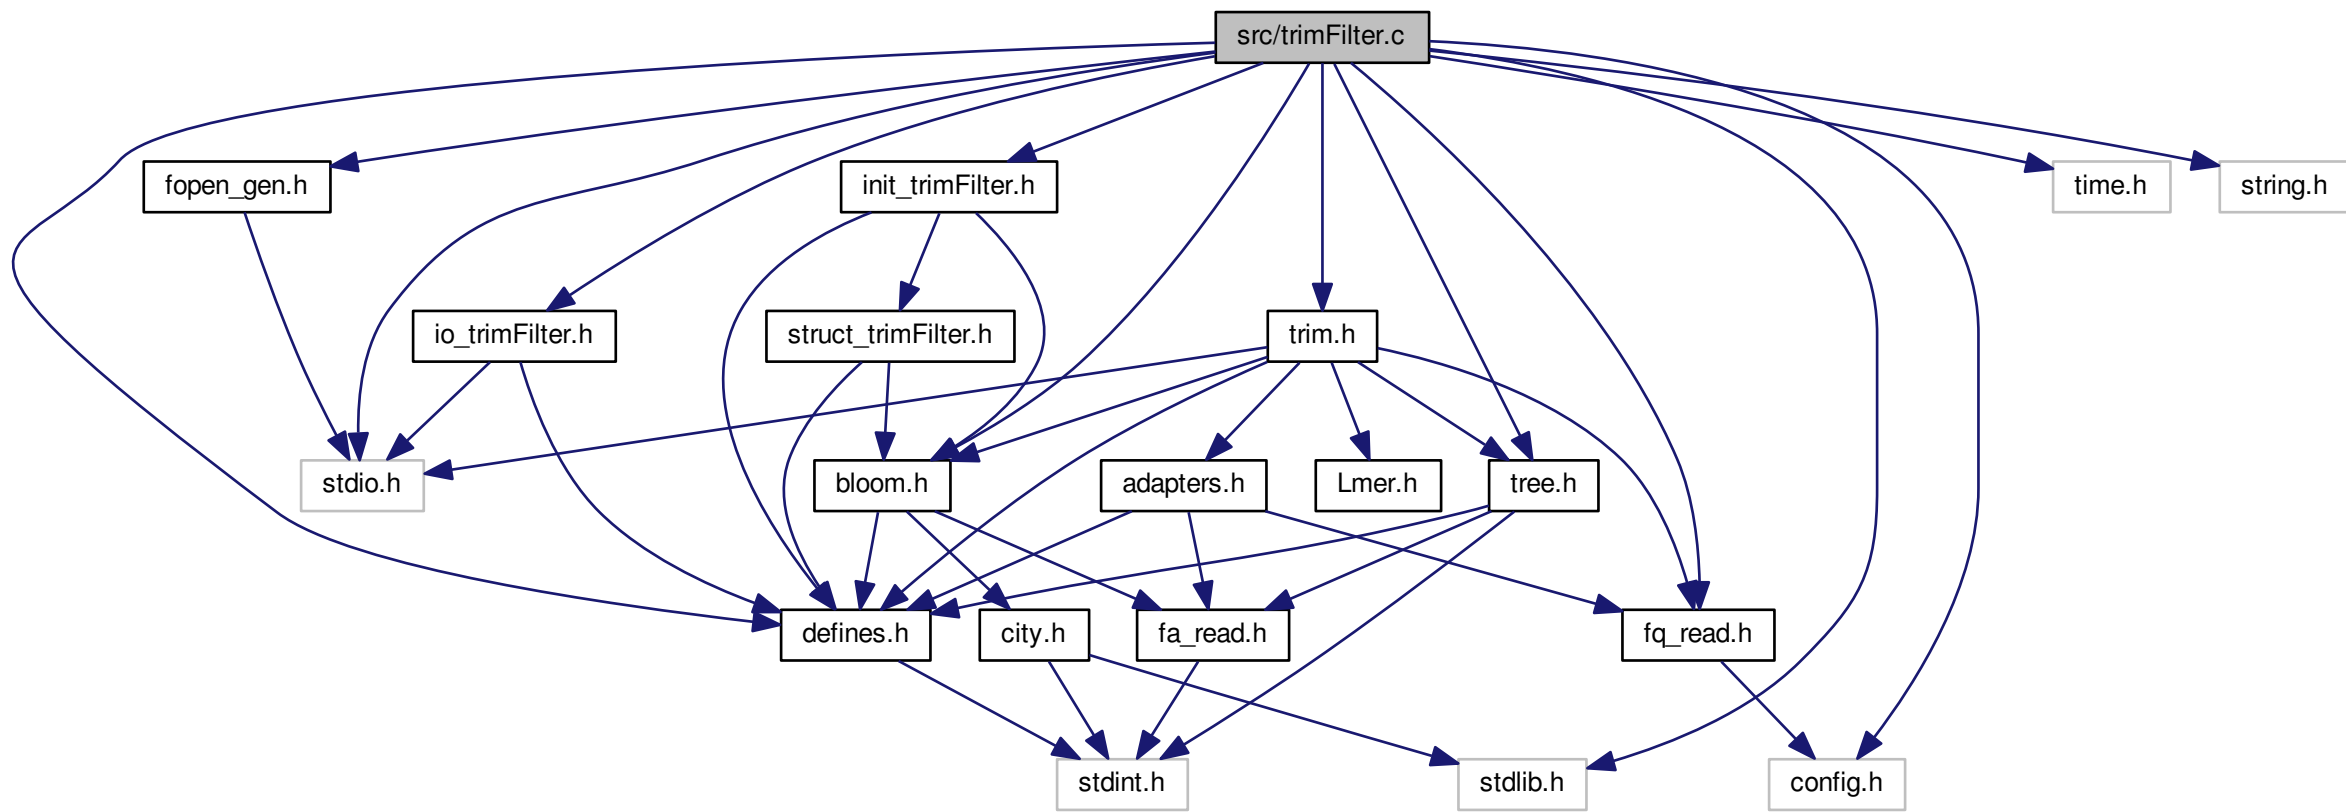 src/trimFilter.c
fopen_gen.h
init_trimFilter.h
time.h
string.h
io_trimFilter.h
struct_trimFilter.h
trim.h
stdio.h
bloom.h
adapters.h
Lmer.h
tree.h
defines.h
city.h
fa_read.h
fq_read.h
stdint.h
stdlib.h
config.h